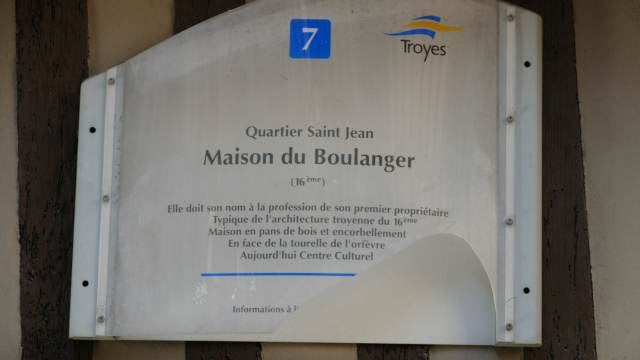 7
Troyes
Quartier Saint Jean
Maison du Boulanger
(16ème)
Elle doit son nom à la profession de son premier propriétaire
Typique de l'architecture troyenne du 16ème
Maison en pans de bois et encorbellement
En face de la tourelle de l'orfèvre
Aujourd'hui Centre Culturel
Informations à